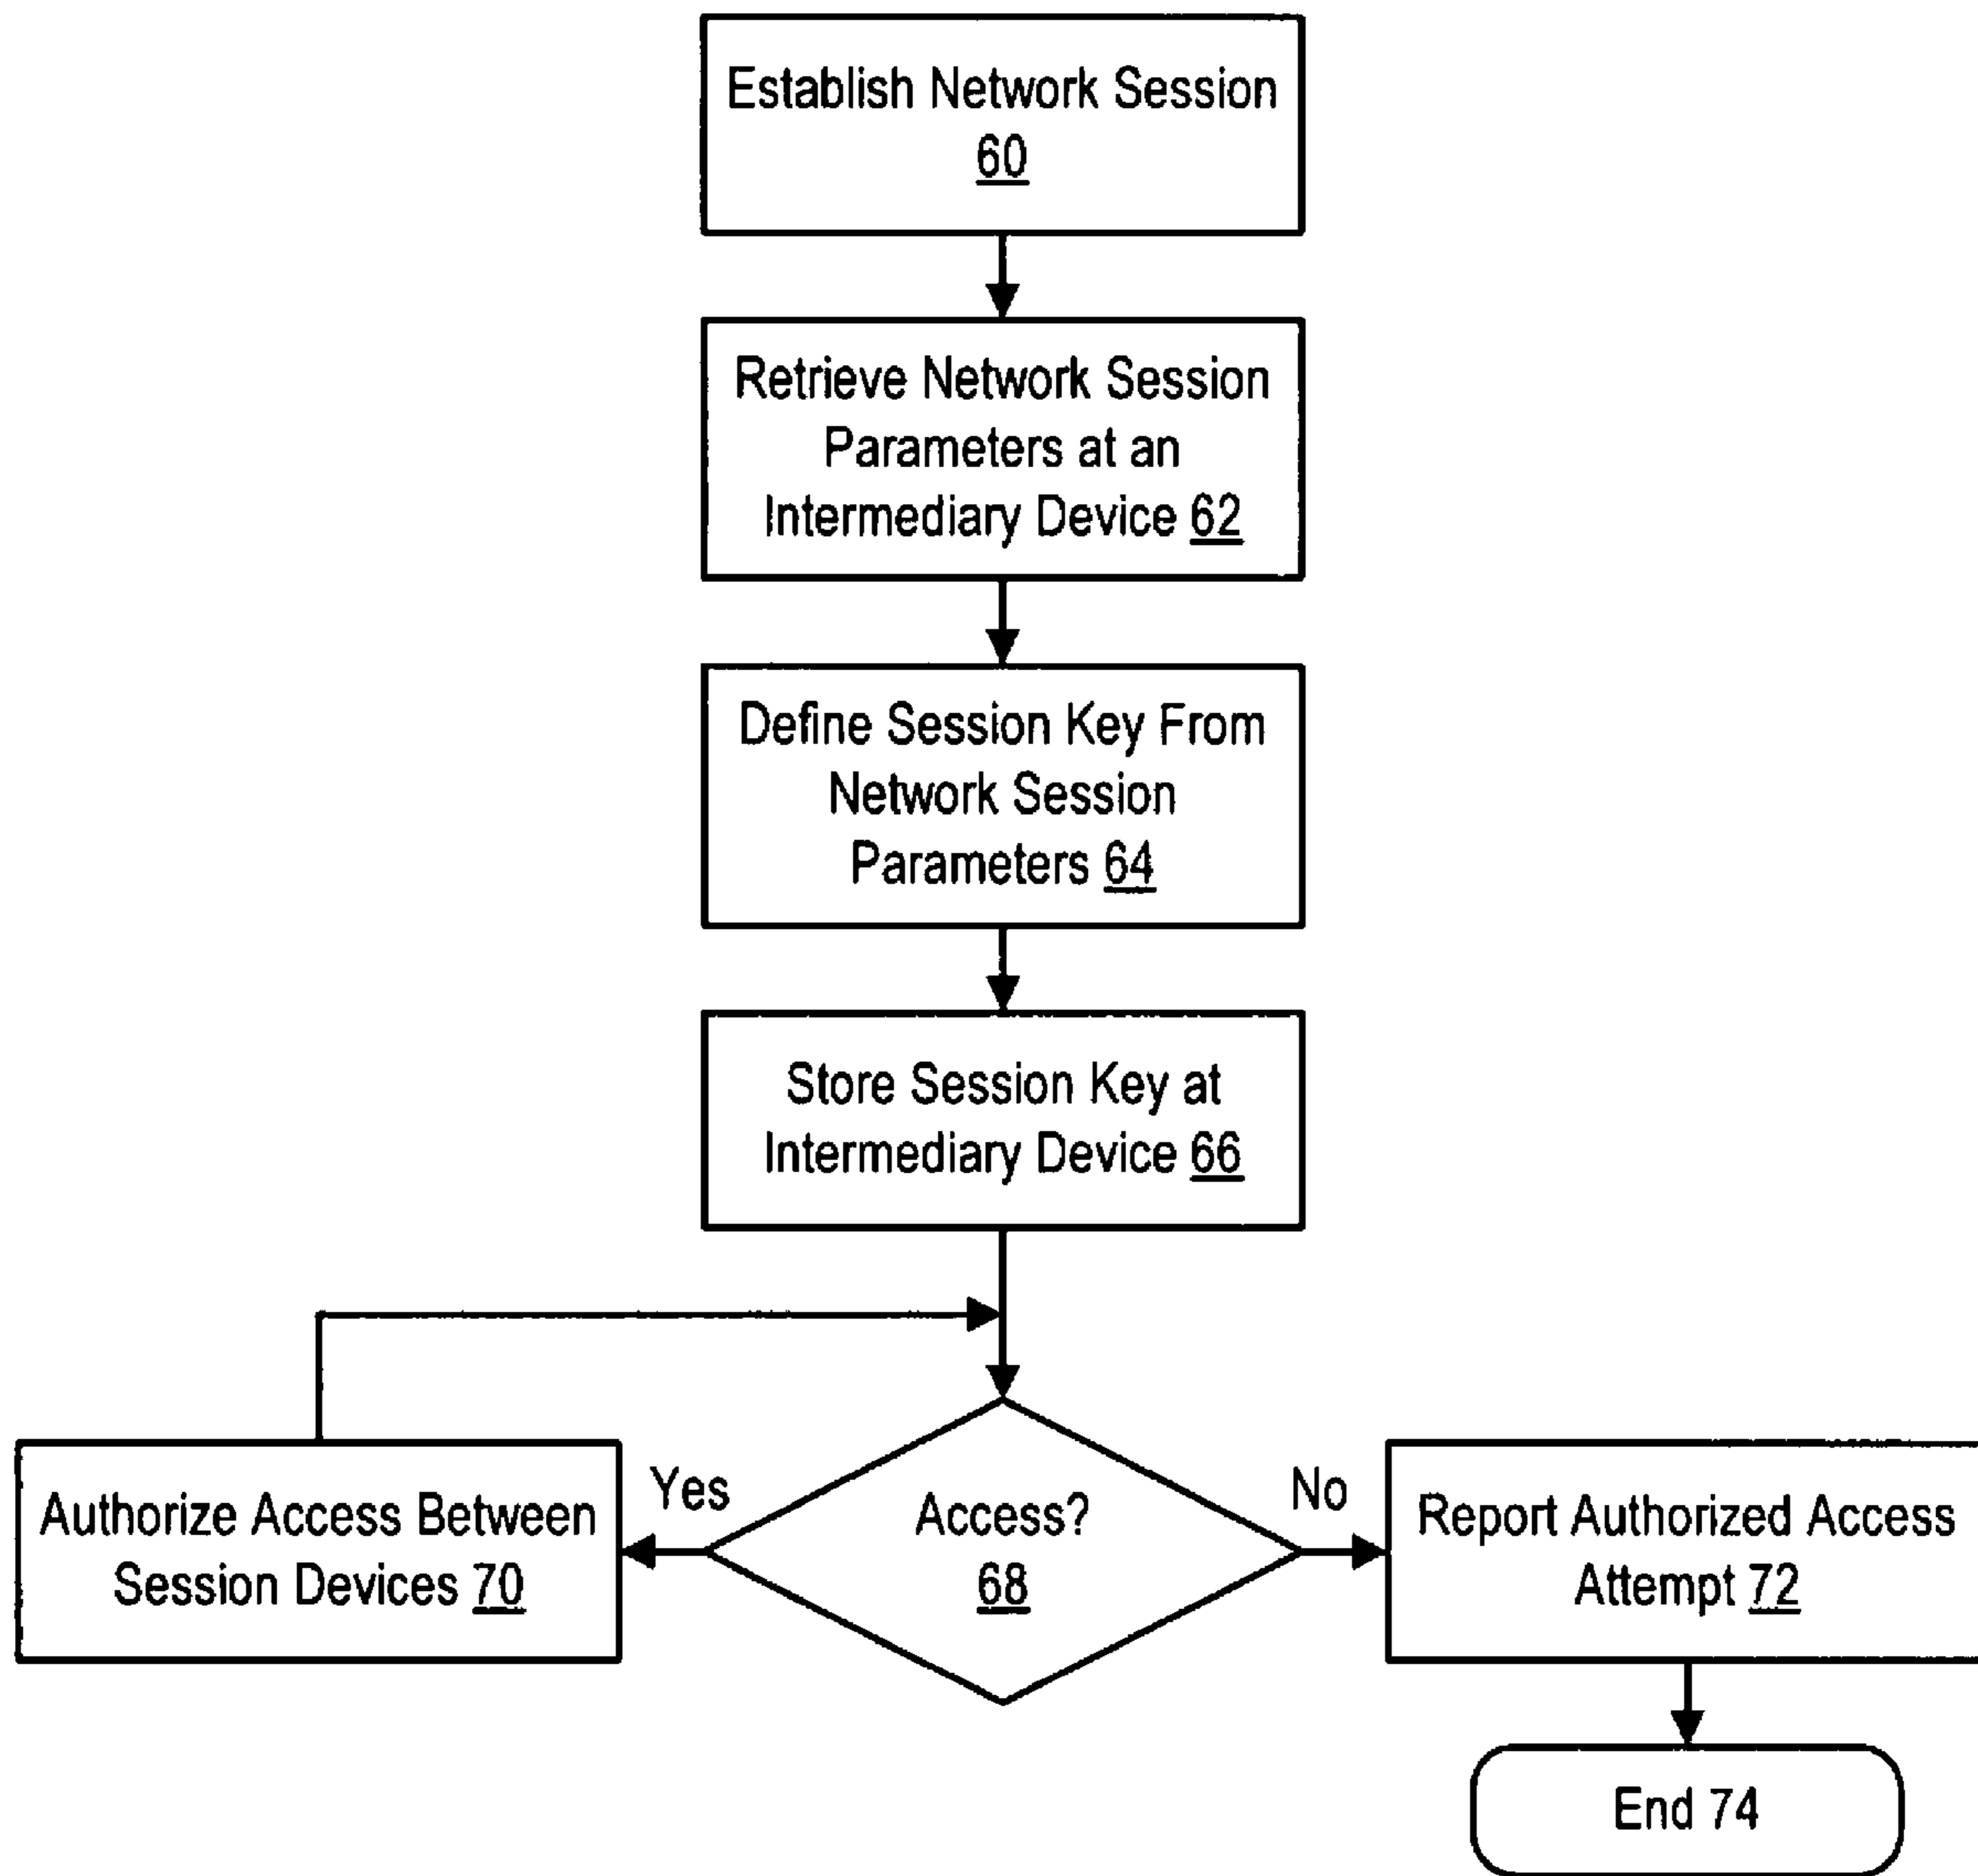 Establish Network Session
60
Retrieve Network Session
Parameters at an
Intermediary Device 62
Define Session Key From
Network Session
Parameters 64
Store Session Key at
Intermediary Device 66
Authorize Access Between
Session Devices 70
Yes
Access?
68
No
Report Authorized Access
Attempt 72
End 74